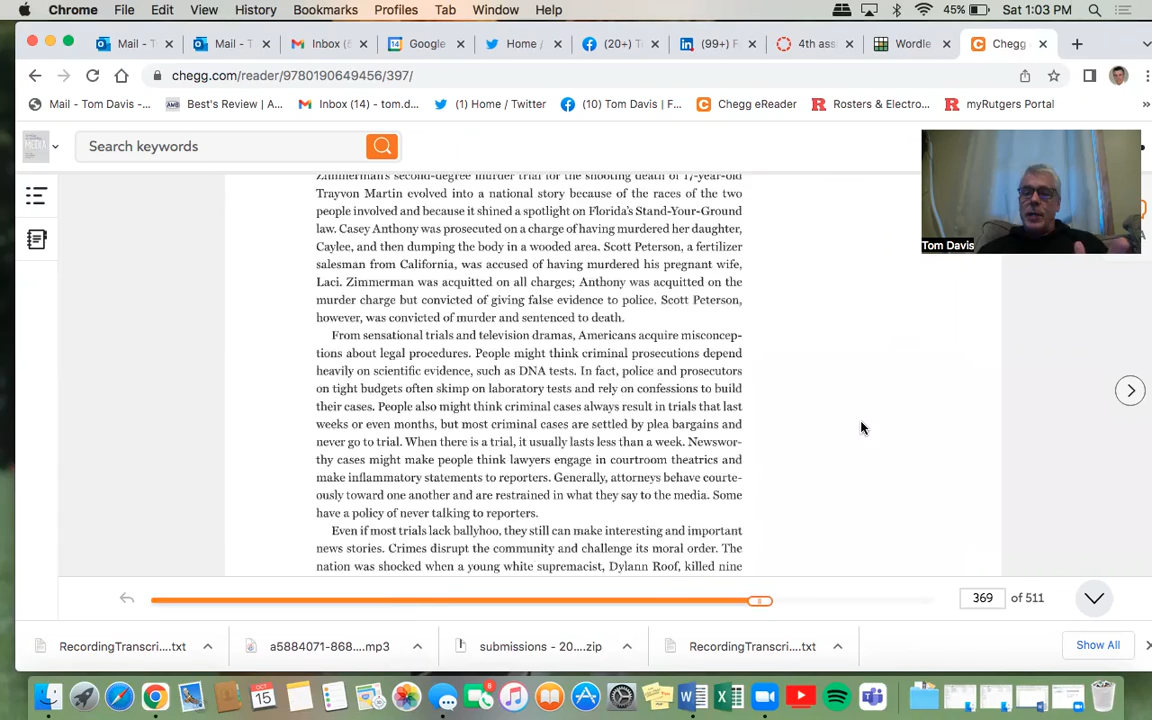 Chrome File Edit View History Bookmarks Profiles Tab Window Help 45% Sat 1:03 PM
Mail - T Mail - T Inbox (5 Google Twitter Home / (20+) T (99+) F 4th ass Wordle Chegg
chegg.com/reader/9780190649456/397/
Mail - Tom Davis -... Best's Review | A... Inbox (14) - tom.d... (1) Home / Twitter (10) Tom Davis | F... Chegg eReader Rosters & Electro... myRutgers Portal »
MEDIA
Search keywords
Tom Davis
Zimmerman's second-degree murder trial for the shooting death of 17-year-old
Trayvon Martin evolved into a national story because of the races of the two
people involved and because it shined a spotlight on Florida's Stand-Your-Ground
law. Casey Anthony was prosecuted on a charge of having murdered her daughter,
Caylee, and then dumping the body in a wooded area. Scott Peterson, a fertilizer
salesman from California, was accused of having murdered his pregnant wife,
Laci. Zimmerman was acquitted on all charges; Anthony was acquitted on the
murder charge but convicted of giving false evidence to police. Scott Peterson,
however, was convicted of murder and sentenced to death.
From sensational trials and television dramas, Americans acquire misconcep-
tions about legal procedures. People might think criminal prosecutions depend
heavily on scientific evidence, such as DNA tests. In fact, police and prosecutors
on tight budgets often skimp on laboratory tests and rely on confessions to build
their cases. People also might think criminal cases always result in trials that last
weeks or even months, but most criminal cases are settled by plea bargains and
never go to trial. When there is a trial, it usually lasts less than a week. Newswor-
thy cases might make people think lawyers engage in courtroom theatrics and
make inflammatory statements to reporters. Generally, attorneys behave courte-
ously toward one another and are restrained in what they say to the media. Some
have a policy of never talking to reporters.
Even if most trials lack ballyhoo, they still can make interesting and important
news stories. Crimes disrupt the community and challenge its moral order. The
nation was shocked when a young white supremacist, Dylann Roof, killed nine
369 of 511
RecordingTranscri....txt a5884071-868....mp3 submissions - 20....zip RecordingTranscri....txt Show All
OCT
15
8